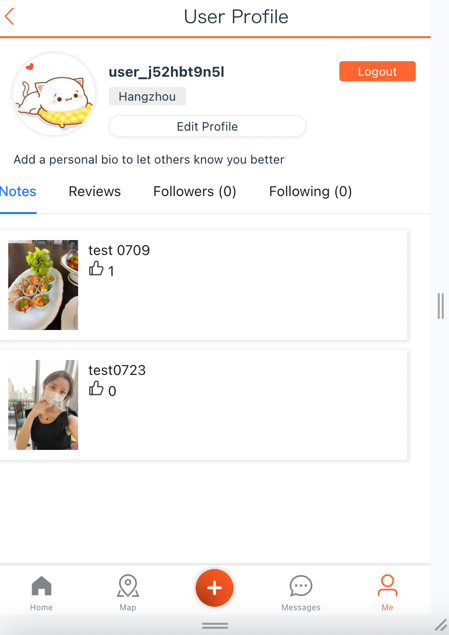 User Profile
user_j52hbt9n5l
Logout
Hangzhou
Edit Profile
Add a personal bio to let others know you better
Notes Reviews Followers (0) Following (0)
test 0709
1
test0723
0
Home Map Messages Me